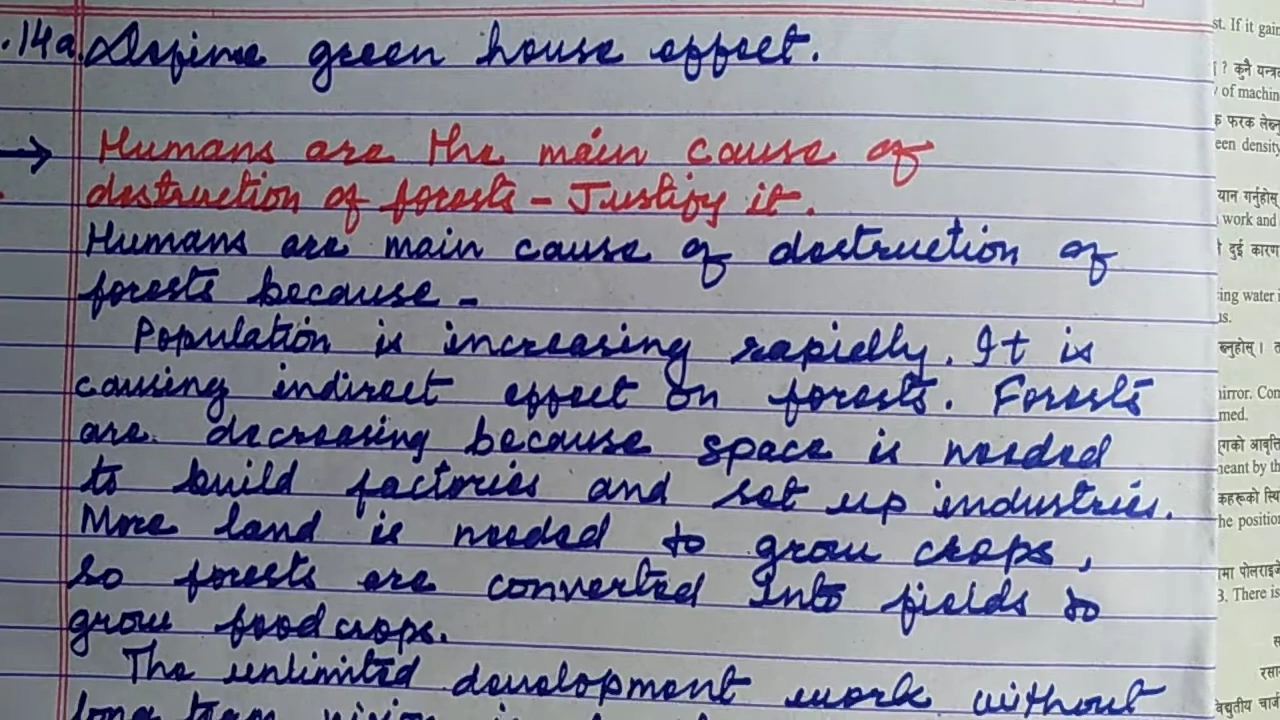 .14a. Define green house effect.
→ Humans are the main cause of
destruction of forests - Justify it.
Humans are main cause of destruction of
forests because -
Population is increasing rapidly. It is
causing indirect effect on forests. Forests
are decreasing because space is needed
to build factories and set up industries.
More land is needed to grow crops,
so forests are converted into fields to
grow food crops.
The unlimited development work without
long term vision is
st. If it gain
? कुनै यन्त्र
of machin
फरक लेख्न
een density
यान गर्नुहोस्
work and
दुई कारण
ing water
us.
nirror. Con
med.
को आवृत्ति
neant by th
he position
3. There is